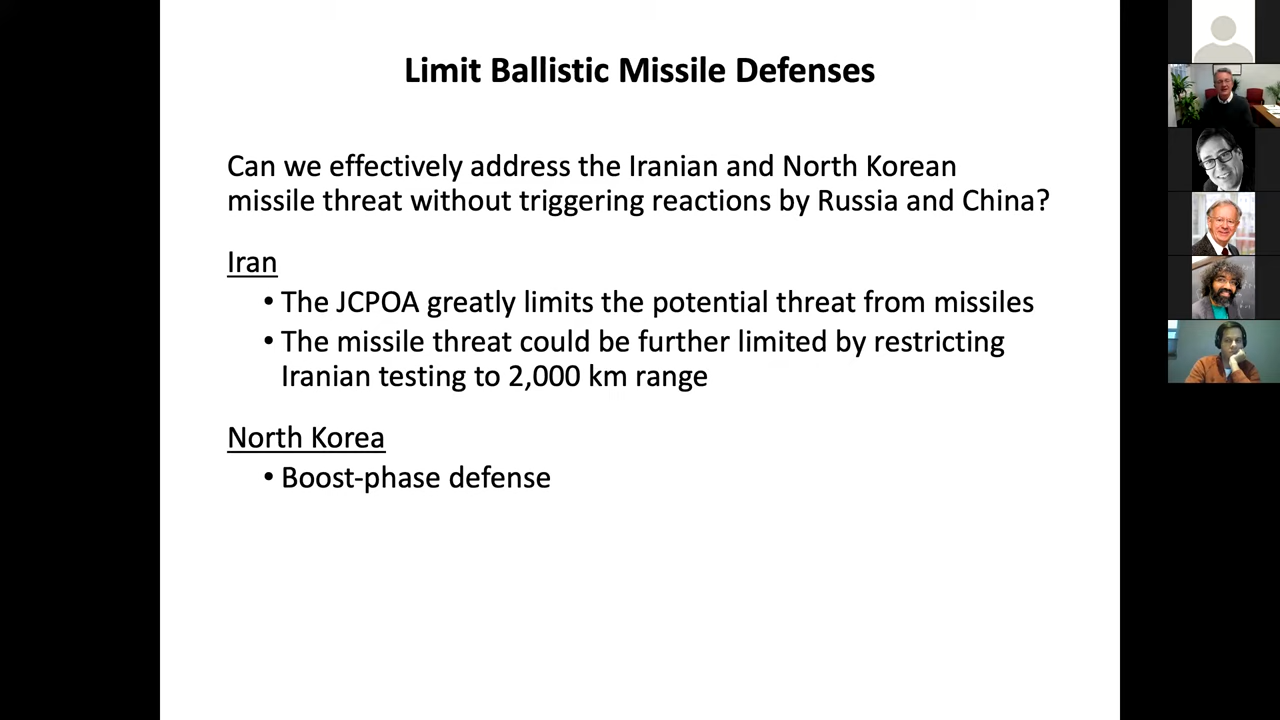 Limit Ballistic Missile Defenses
Can we effectively address the Iranian and North Korean
missile threat without triggering reactions by Russia and China?
Iran
• The JCPOA greatly limits the potential threat from missiles
• The missile threat could be further limited by restricting
Iranian testing to 2,000 km range
North Korea
• Boost-phase defense